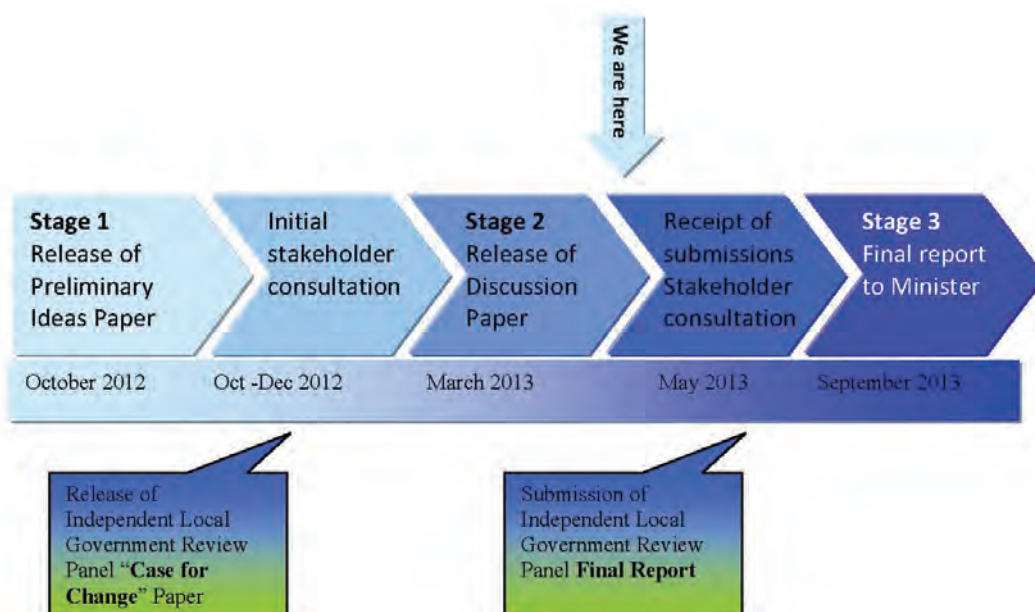 We are here
Stage 1
Release of
Preliminary
Ideas Paper
Initial
stakeholder
consultation
Stage 2
Release of
Discussion
Paper
Receipt of
submissions
Stakeholder
consultation
Stage 3
Final report
to Minister
October 2012
Oct -Dec 2012
March 2013
May 2013
September 2013
Release of
Independent Local
Government Review
Panel “Case for
Change” Paper
Submission of
Independent Local
Government Review
Panel Final Report